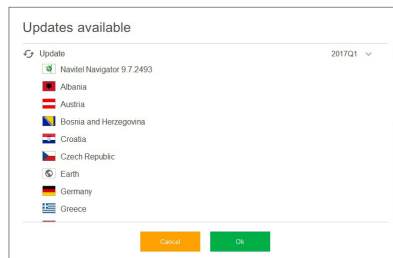 Updates available
Update 2017Q1
Navitel Navigator 9.7.2493
Albania
Austria
Bosnia and Herzegovina
Croatia
Czech Republic
Earth
Germany
Greece
Cancel Ok